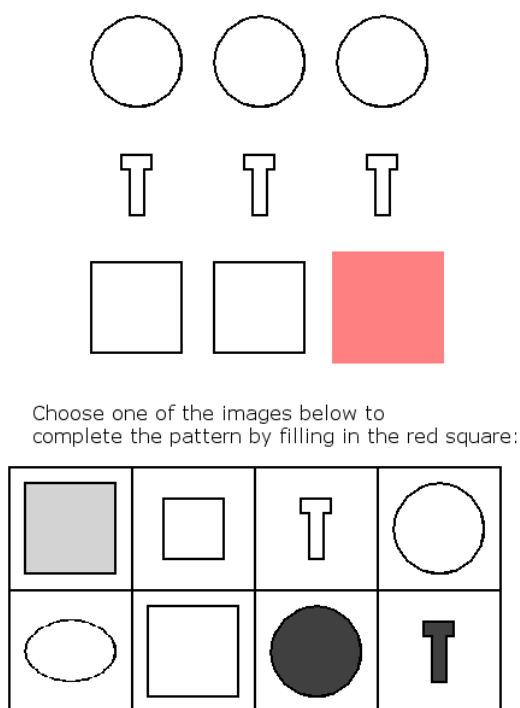 Choose one of the images below to
complete the pattern by filling in the red square: